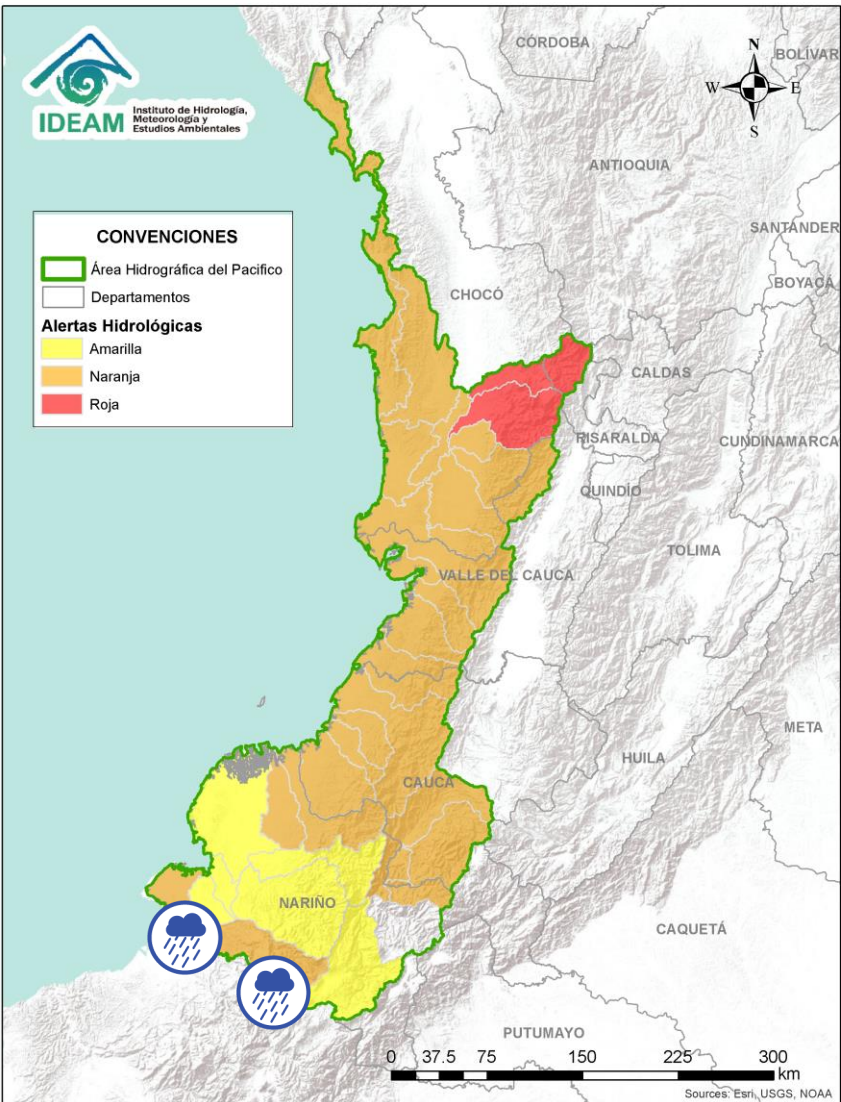 IDEAM
Instituto de Hidrología,
Meteorología y
Estudios Ambientales
N
W
E
S
CÓRDOBA
BOLIVAR
ANTIOQUIA
SANTANDER
BOYACÁ
CONVENCIONES
Área Hidrográfica del Pacifico
Departamentos
Alertas Hidrológicas
Amarilla
Naranja
Roja
CHOCÓ
CALDAS
RISARALDA
CUNDINAMARCA
QUINDÍO
TOLIMA
VALLE DEL CAUCA
META
HUILA
CAUCA
NARIÑO
CAQUETÁ
PUTUMAYO
0 37.5 75 150 225 300
km
Sources: Esri, USGS, NOAA